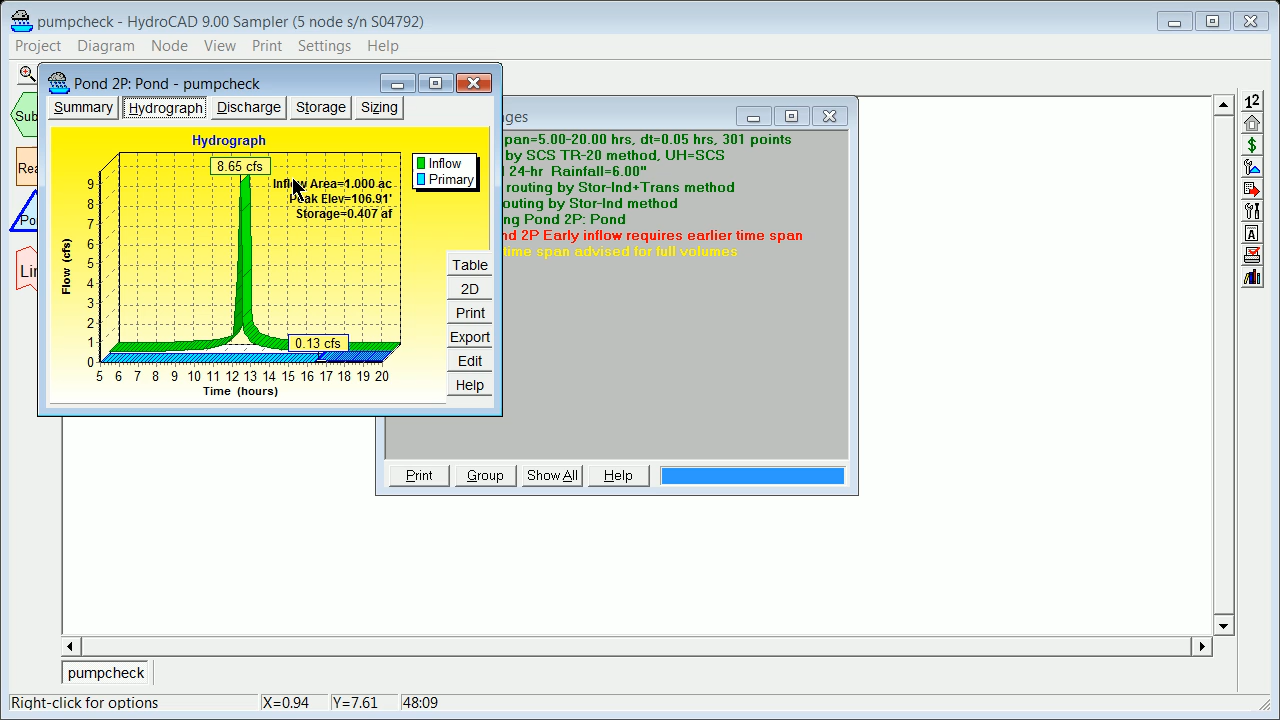 pumpcheck - HydroCAD 9.00 Sampler (5 node s/n S04792)
Project Diagram Node View Print Settings Help
Pond 2P: Pond - pumpcheck
Summary Hydrograph Discharge Storage Sizing
Hydrograph
8.65 cfs
Inflow Area=1.000 ac
Peak Elev=106.91'
Storage=0.407 af
Inflow
Primary
Flow (cfs)
9
8
7
6
5
4
3
2
1
0
0.13 cfs
5 6 7 8 9 10 11 12 13 14 15 16 17 18 19 20
Time (hours)
Table
2D
Print
Export
Edit
Help
ges
pan=5.00-20.00 hrs, dt=0.05 hrs, 301 points
by SCS TR-20 method, UH=SCS
24-hr Rainfall=6.00"
routing by Stor-Ind+Trans method
outing by Stor-Ind method
ng Pond 2P: Pond
nd 2P Early inflow requires earlier time span
time span advised for full volumes
Print Group Show All Help
Sub
Rea
Po
Lin
12
$
A
pumpcheck
Right-click for options X=0.94 Y=7.61 48:09